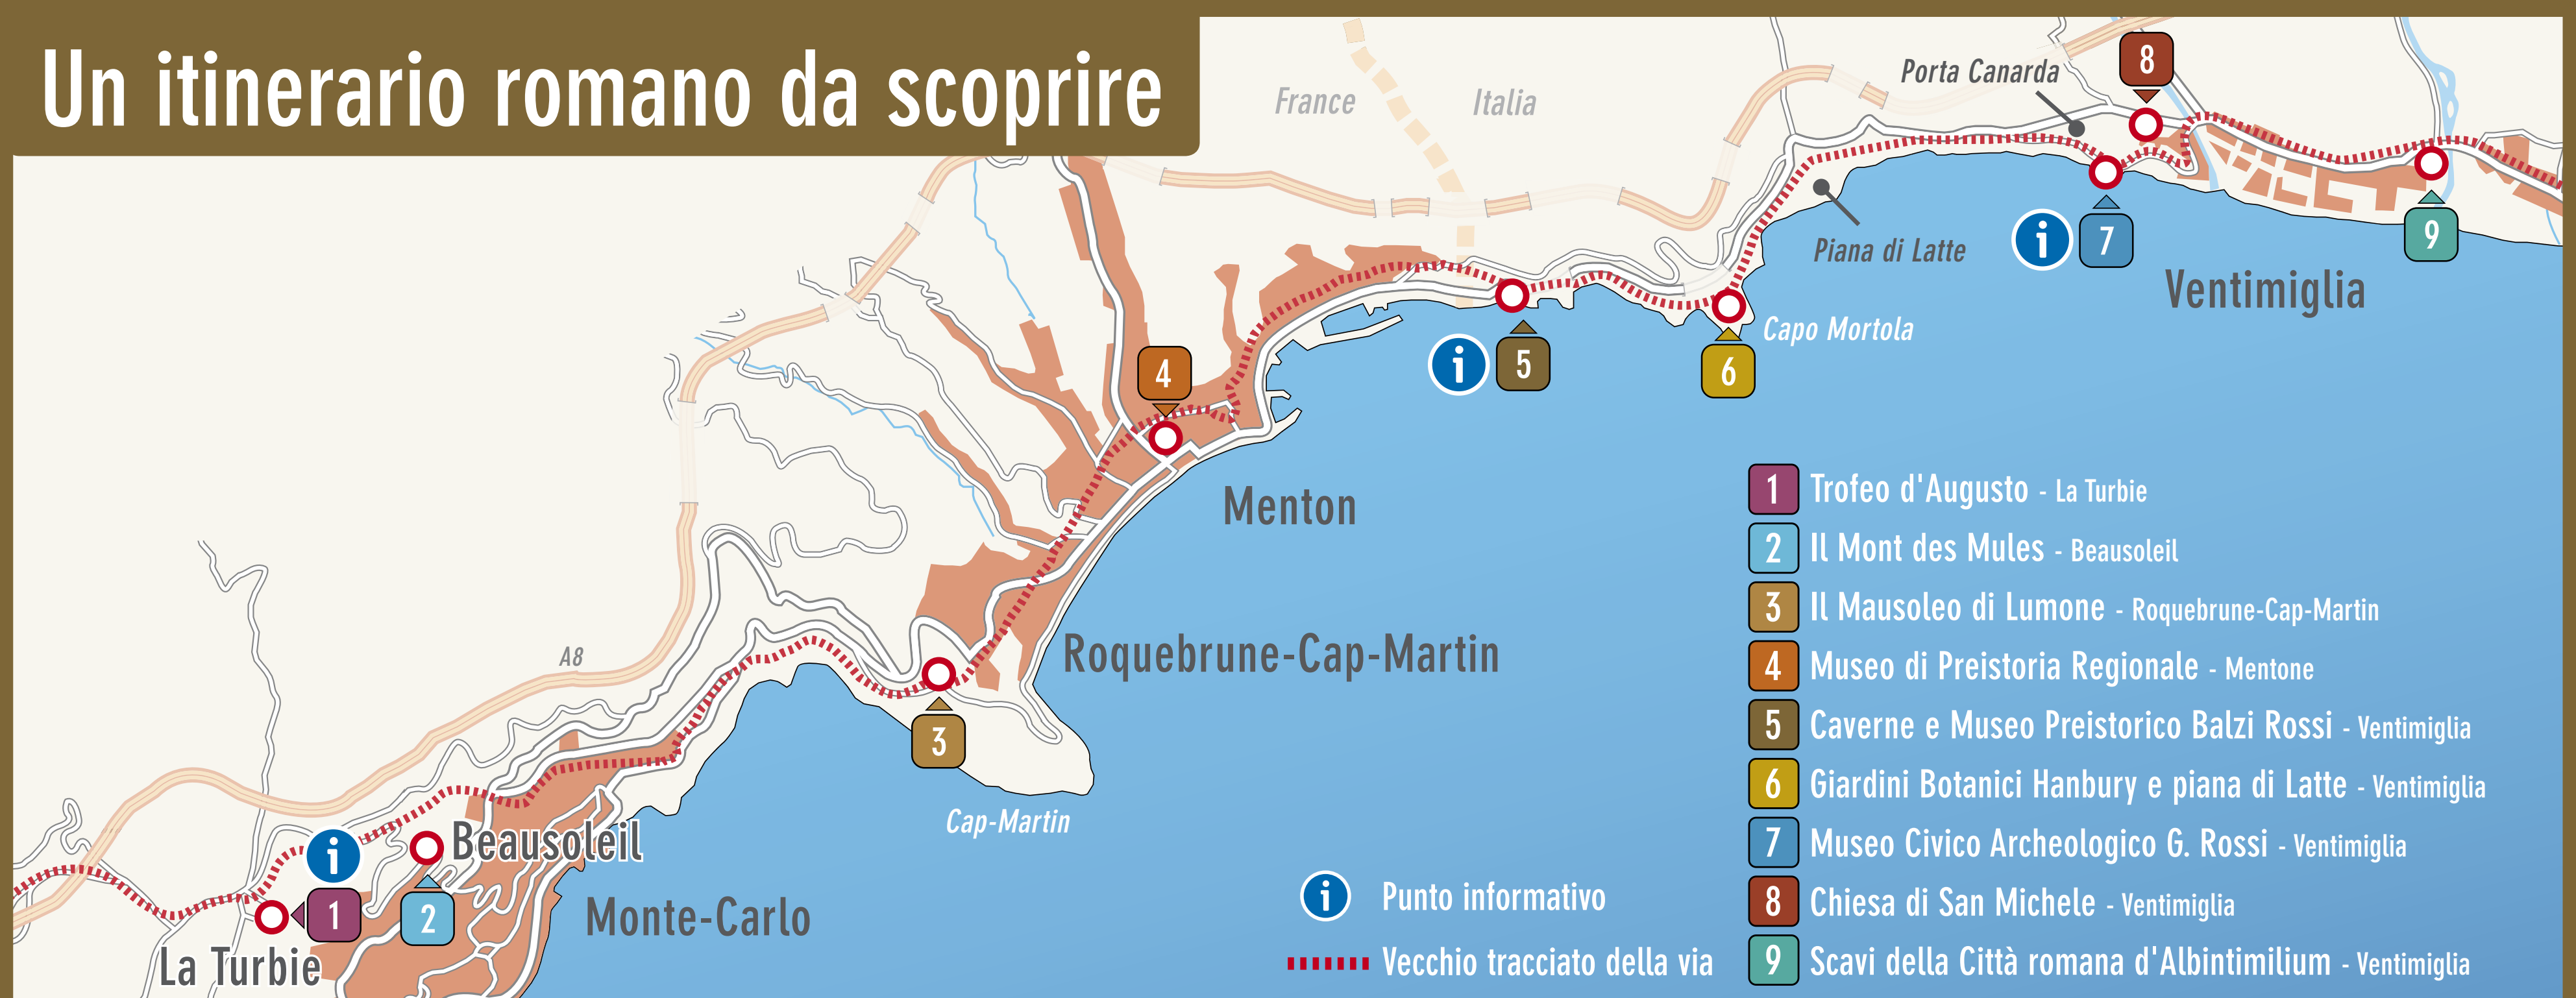 Un itinerario romano da scoprire
France
Italia
Porta Canarda
8
7
9
Piana di Latte
Ventimiglia
Capo Mortola
4
i
5
6
Menton
Roquebrune-Cap-Martin
A8
3
Cap-Martin
i
1
2
Beausoleil
Monte-Carlo
La Turbie
i
1 Trofeo d'Augusto - La Turbie
2 Il Mont des Mules - Beausoleil
3 Il Mausoleo di Lumone - Roquebrune-Cap-Martin
4 Museo di Preistoria Regionale - Mentone
5 Caverne e Museo Preistorico Balzi Rossi - Ventimiglia
6 Giardini Botanici Hanbury e piana di Latte - Ventimiglia
7 Museo Civico Archeologico G. Rossi - Ventimiglia
8 Chiesa di San Michele - Ventimiglia
9 Scavi della Città romana d'Albintimilium - Ventimiglia
i Punto informativo
Vecchio tracciato della via